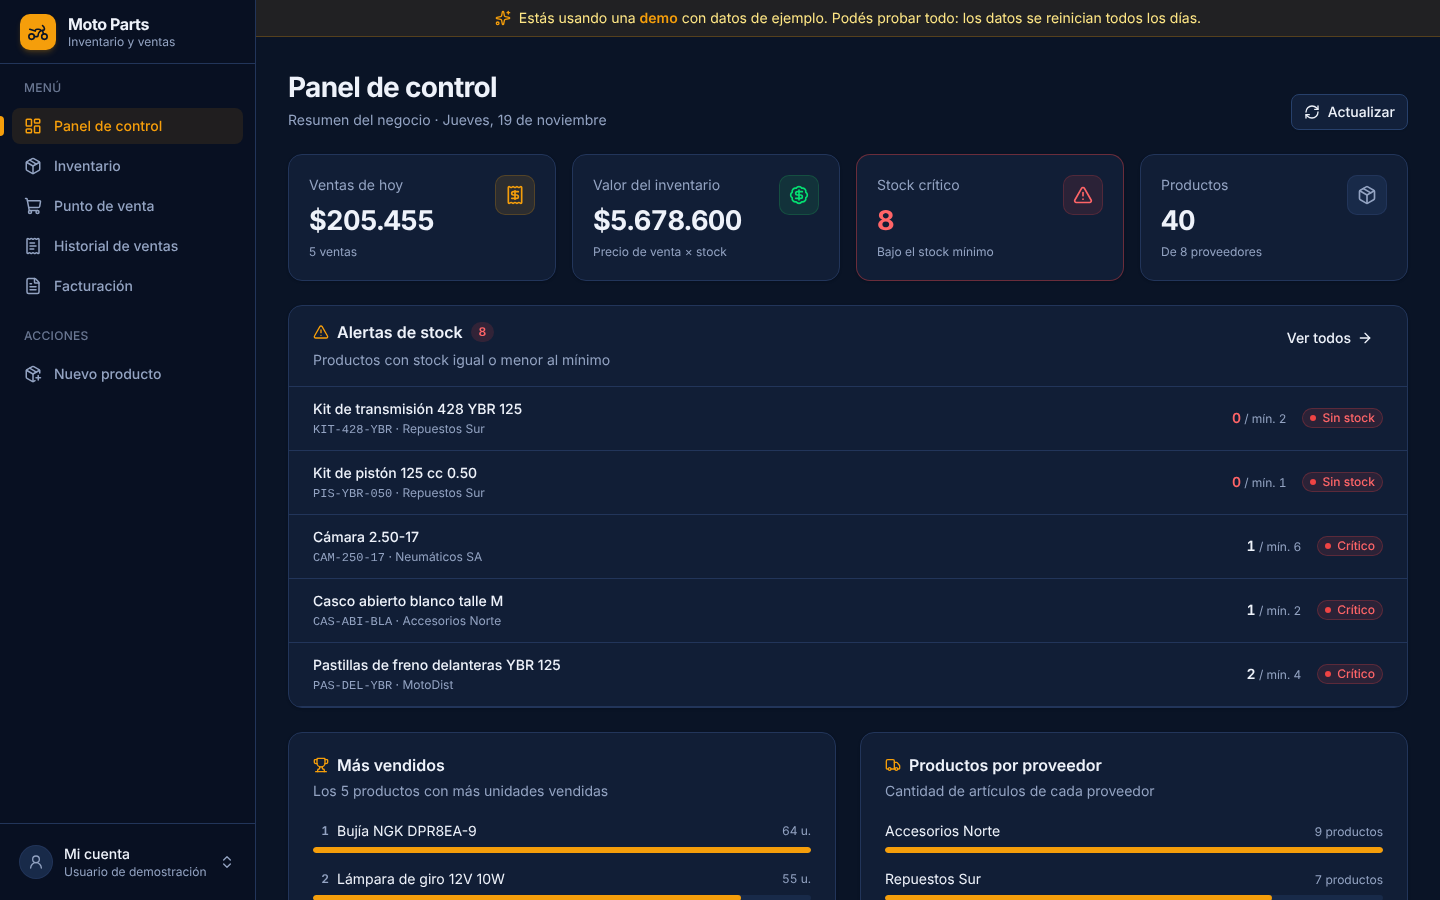 Moto Parts
Inventario y ventas
MENÚ
Panel de control
Inventario
Punto de venta
Historial de ventas
Facturación
ACCIONES
Nuevo producto
Mi cuenta
Usuario de demostración
Estás usando una demo con datos de ejemplo. Podés probar todo: los datos se reinician todos los días.
Panel de control
Resumen del negocio · Jueves, 19 de noviembre
Actualizar
Ventas de hoy
$205.455
5 ventas
Valor del inventario
$5.678.600
Precio de venta × stock
Stock crítico
8
Bajo el stock mínimo
Productos
40
De 8 proveedores
Alertas de stock 8
Productos con stock igual o menor al mínimo
Ver todos
Kit de transmisión 428 YBR 125
KIT-428-YBR · Repuestos Sur
0 / mín. 2 Sin stock
Kit de pistón 125 cc 0.50
PIS-YBR-050 · Repuestos Sur
0 / mín. 1 Sin stock
Cámara 2.50-17
CAM-250-17 · Neumáticos SA
1 / mín. 6 Crítico
Casco abierto blanco talle M
CAS-ABI-BLA · Accesorios Norte
1 / mín. 2 Crítico
Pastillas de freno delanteras YBR 125
PAS-DEL-YBR · MotoDist
2 / mín. 4 Crítico
Más vendidos
Los 5 productos con más unidades vendidas
1 Bujía NGK DPR8EA-9 64 u.
2 Lámpara de giro 12V 10W 55 u.
Productos por proveedor
Cantidad de artículos de cada proveedor
Accesorios Norte 9 productos
Repuestos Sur 7 productos